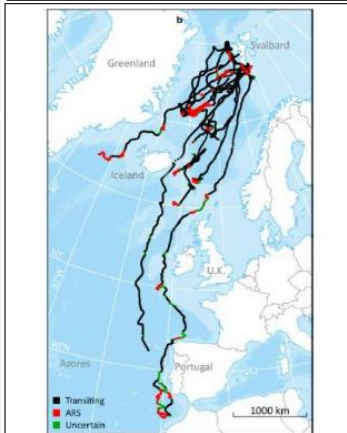 b
Svalbard
Greenland
Iceland
U.K.
Azores
Portugal
Transiting
ARS
Uncertain
1000 km